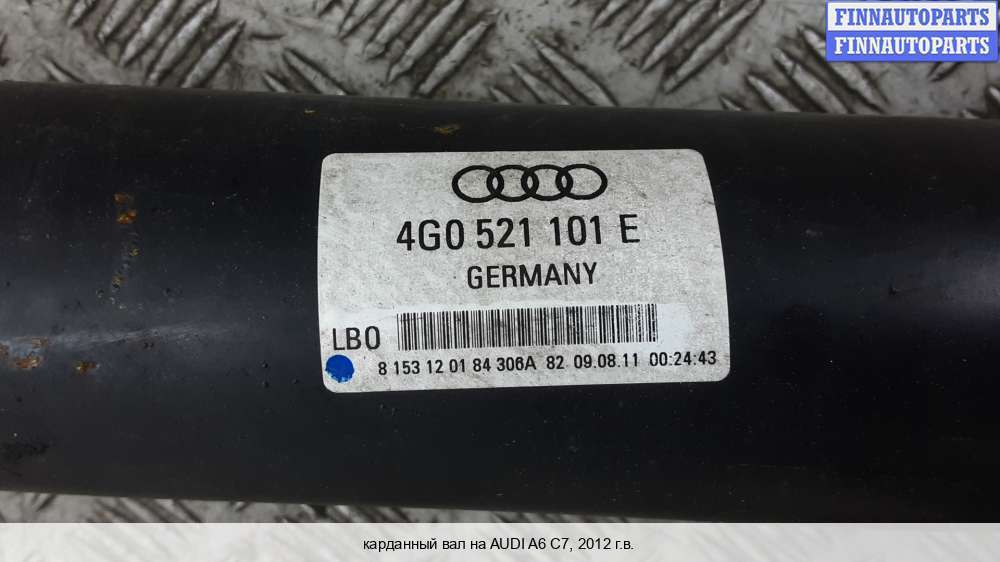 FINNAUTOPARTS
FINNAUTOPARTS
4G0 521 101 E
GERMANY
LB0
8 153 12 01 84 306A 82 09.08.11 00:24:43
карданный вал на AUDI A6 C7, 2012 г.в.